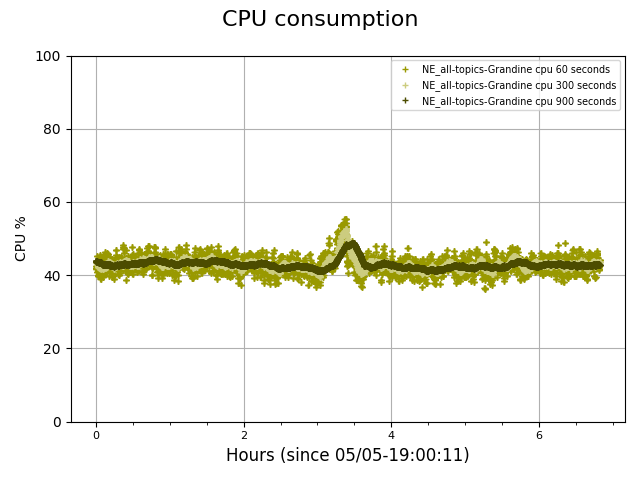 CPU consumption
NE_all-topics-Grandine cpu 60 seconds
NE_all-topics-Grandine cpu 300 seconds
NE_all-topics-Grandine cpu 900 seconds
CPU %
100
80
60
40
20
0
0 2 4 6
Hours (since 05/05-19:00:11)